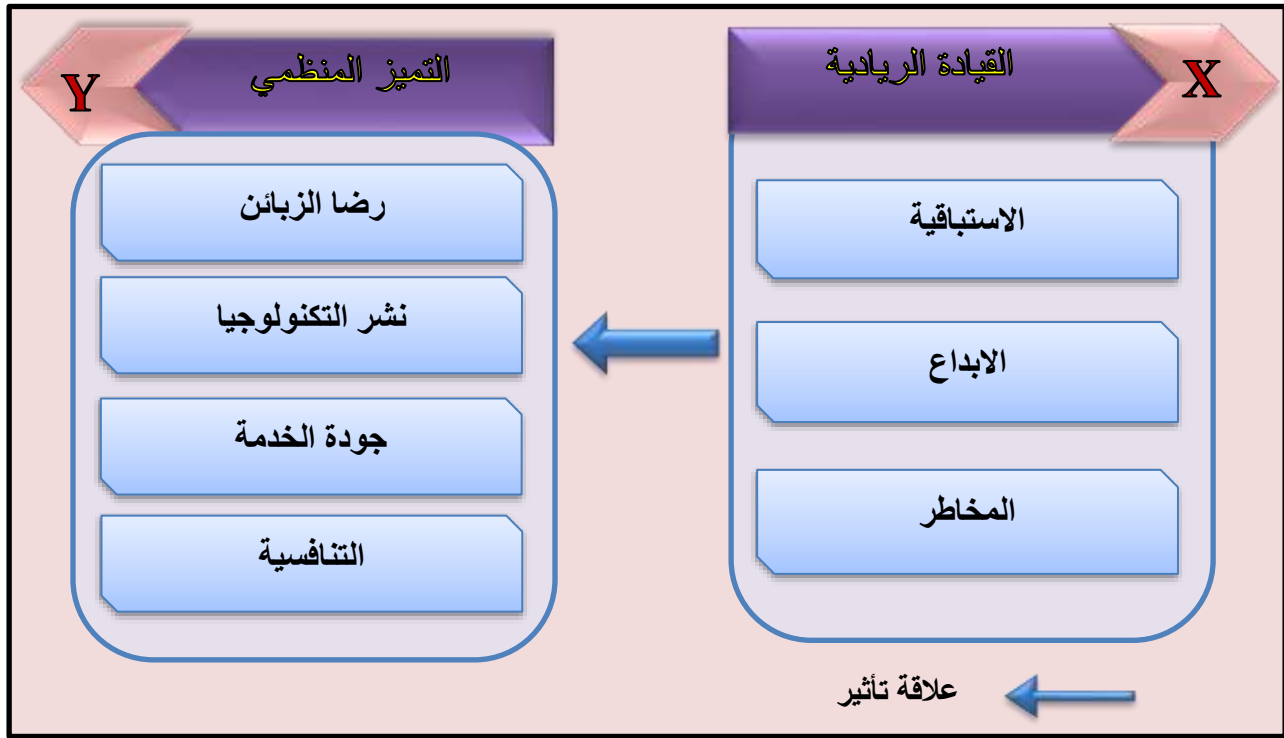 X
القيادة الريادية
الاستباقية
الابداع
المخاطر
Y
التميز المنظمي
رضا الزبائن
نشر التكنولوجيا
جودة الخدمة
التنافسية
علاقة تأثير